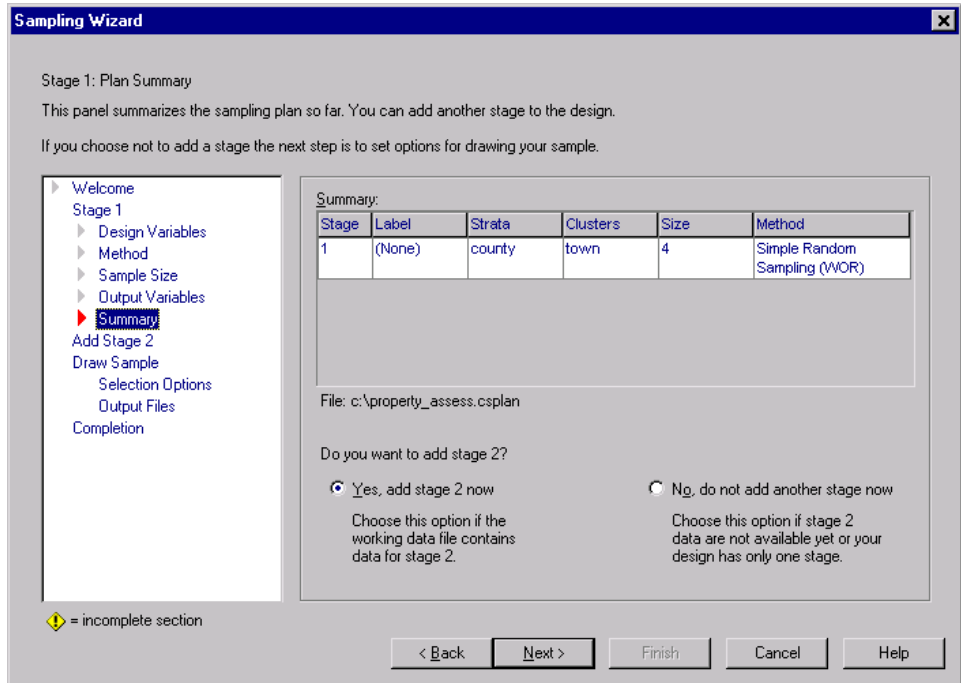 Sampling Wizard
Stage 1: Plan Summary
This panel summarizes the sampling plan so far. You can add another stage to the design.
If you choose not to add a stage the next step is to set options for drawing your sample.
Welcome
Stage 1
Design Variables
Method
Sample Size
Output Variables
Summary
Add Stage 2
Draw Sample
Selection Options
Output Files
Completion
= incomplete section
Summary:
Stage Label Strata Clusters Size Method
1 (None) county town 4 Simple Random
Sampling (WOR)
File: c:\property_assess.csplan
Do you want to add stage 2?
Yes, add stage 2 now
Choose this option if the
working data file contains
data for stage 2.
No, do not add another stage now
Choose this option if stage 2
data are not available yet or your
design has only one stage.
< Back Next > Finish Cancel Help